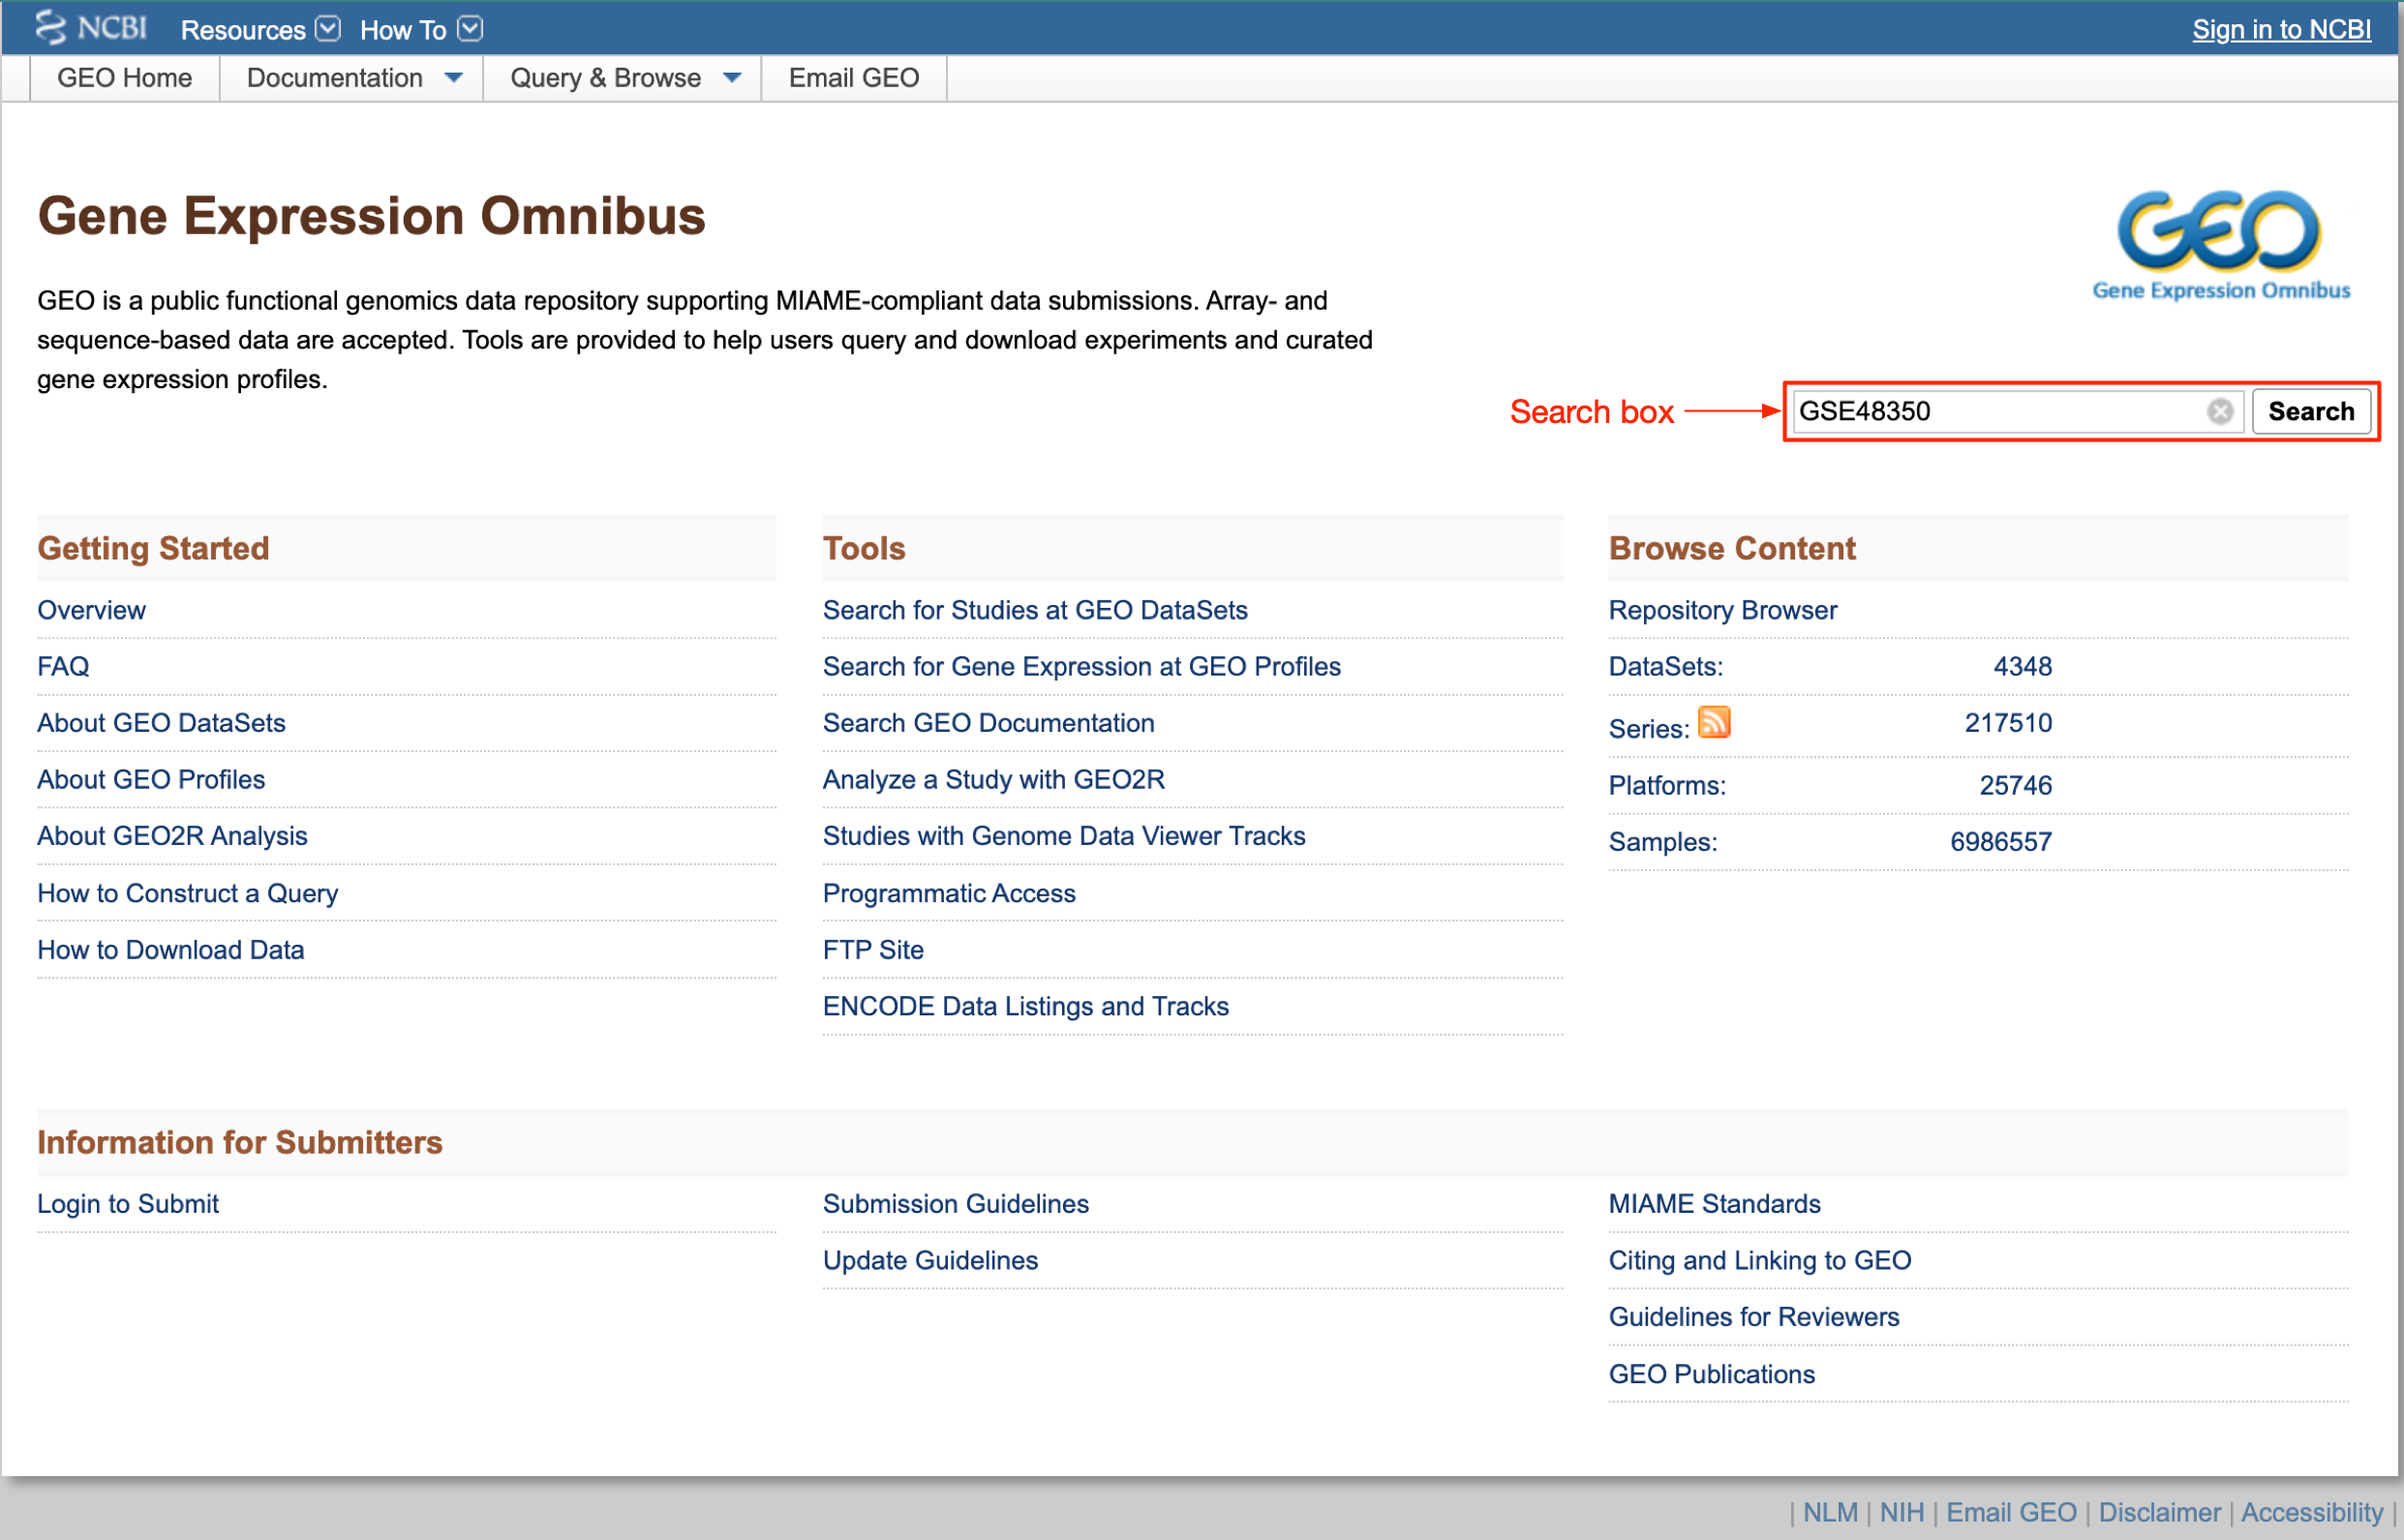 NCBI Resources How To Sign in to NCBI
GEO Home Documentation Query & Browse Email GEO
Gene Expression Omnibus
GEO
Gene Expression Omnibus
GEO is a public functional genomics data repository supporting MIAME-compliant data submissions. Array- and
sequence-based data are accepted. Tools are provided to help users query and download experiments and curated
gene expression profiles.
Search box GSE48350 Search
Getting Started
Overview
FAQ
About GEO DataSets
About GEO Profiles
About GEO2R Analysis
How to Construct a Query
How to Download Data
Tools
Search for Studies at GEO DataSets
Search for Gene Expression at GEO Profiles
Search GEO Documentation
Analyze a Study with GEO2R
Studies with Genome Data Viewer Tracks
Programmatic Access
FTP Site
ENCODE Data Listings and Tracks
Browse Content
Repository Browser
DataSets: 4348
Series: 217510
Platforms: 25746
Samples: 6986557
Information for Submitters
Login to Submit
Submission Guidelines
Update Guidelines
MIAME Standards
Citing and Linking to GEO
Guidelines for Reviewers
GEO Publications
| NLM | NIH | Email GEO | Disclaimer | Accessibility |